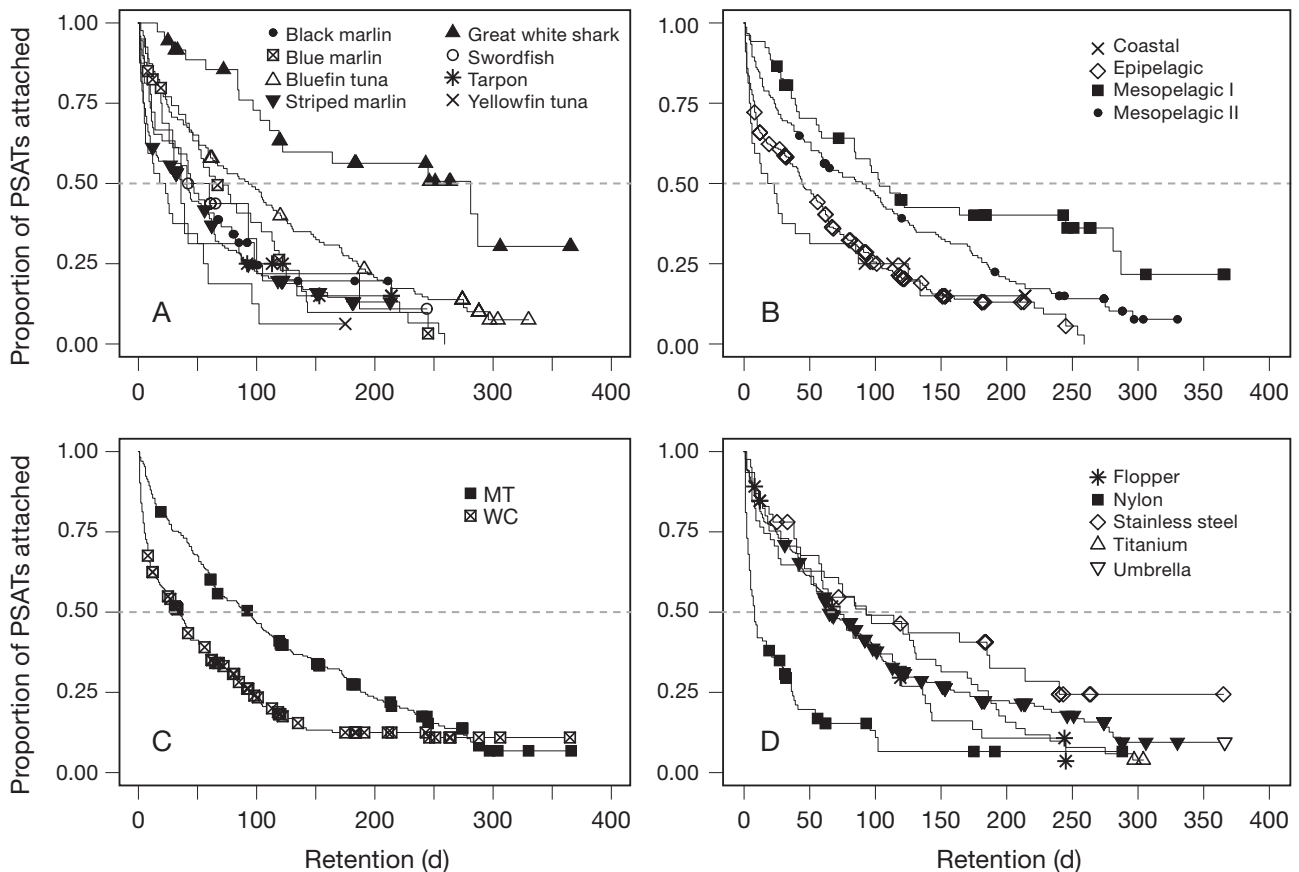 Proportion of PSATs attached
1.00
0.75
0.50
0.25
0.00
Black marlin
Blue marlin
Bluefin tuna
Striped marlin
Great white shark
Swordfish
Tarpon
Yellowfin tuna
A
0 100 200 300 400
1.00
0.75
0.50
0.25
0.00
Coastal
Epipelagic
Mesopelagic I
Mesopelagic II
B
0 50 100 150 200 250 300 350 400
Proportion of PSATs attached
1.00
0.75
0.50
0.25
0.00
MT
WC
C
0 100 200 300 400
Retention (d)
1.00
0.75
0.50
0.25
0.00
Flopper
Nylon
Stainless steel
Titanium
Umbrella
D
0 50 100 150 200 250 300 350 400
Retention (d)